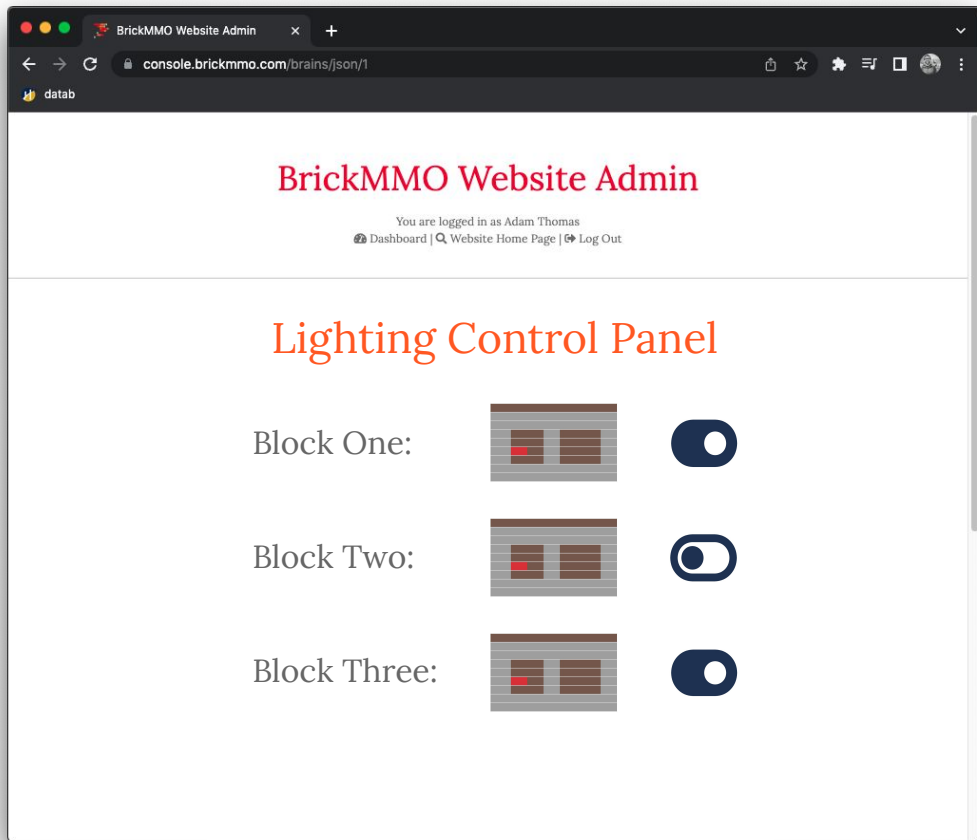 BrickMMO Website Admin
console.brickmmo.com/brains/json/1
datab
BrickMMO Website Admin
You are logged in as Adam Thomas
Dashboard | Website Home Page | Log Out
Lighting Control Panel
Block One:
Block Two:
Block Three: